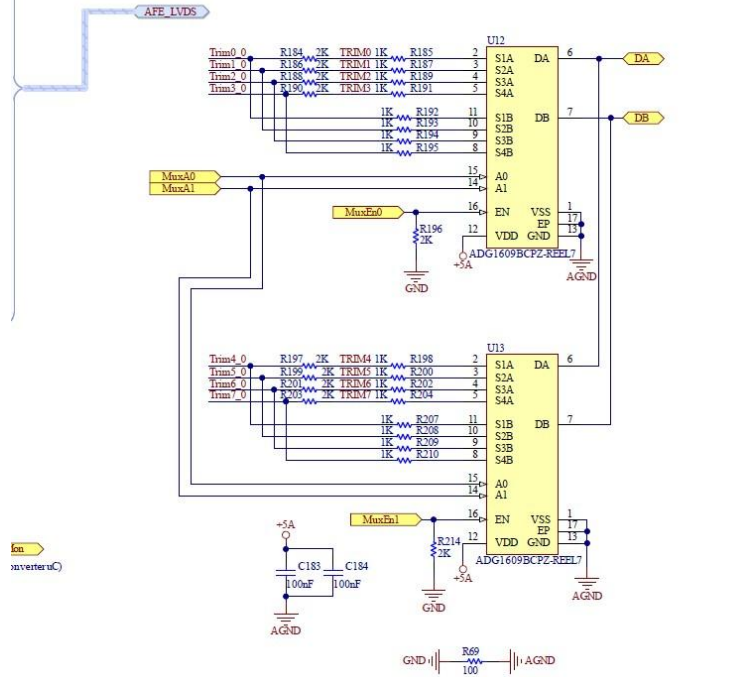 AFE_LVDS
U12
Trim0_0 R184 2K TRIM0 1K R185 2 S1A DA 6 DA
Trim1_0 R186 2K TRIM1 1K R187 3 S2A
Trim2_0 R188 2K TRIM2 1K R189 4 S3A
Trim3_0 R190 2K TRIM3 1K R191 5 S4A
1K R192 11 S1B DB 7 DB
1K R193 10 S2B
1K R194 9 S3B
1K R195 8 S4B
MuxA0 15 A0
MuxA1 14 A1
MuxEn0 16 EN VSS 1
R196 EP 17
2K 12 VDD GND 13
+5A ADG1609BCPZ-REEL7
GND AGND
U13
Trim4_0 R197 2K TRIM4 1K R198 2 S1A DA 6
Trim5_0 R199 2K TRIM5 1K R200 3 S2A
Trim6_0 R201 2K TRIM6 1K R202 4 S3A
Trim7_0 R203 2K TRIM7 1K R204 5 S4A
1K R207 11 S1B DB 7
1K R208 10 S2B
1K R209 9 S3B
1K R210 8 S4B
15 A0
14 A1
MuxEn1 16 EN VSS 1
EP 17
R214 12 VDD GND 13
2K
+5A ADG1609BCPZ-REEL7
GND AGND
+5A
C183 C184
100nF 100nF
AGND
onverteruC)
R69
GND AGND
100